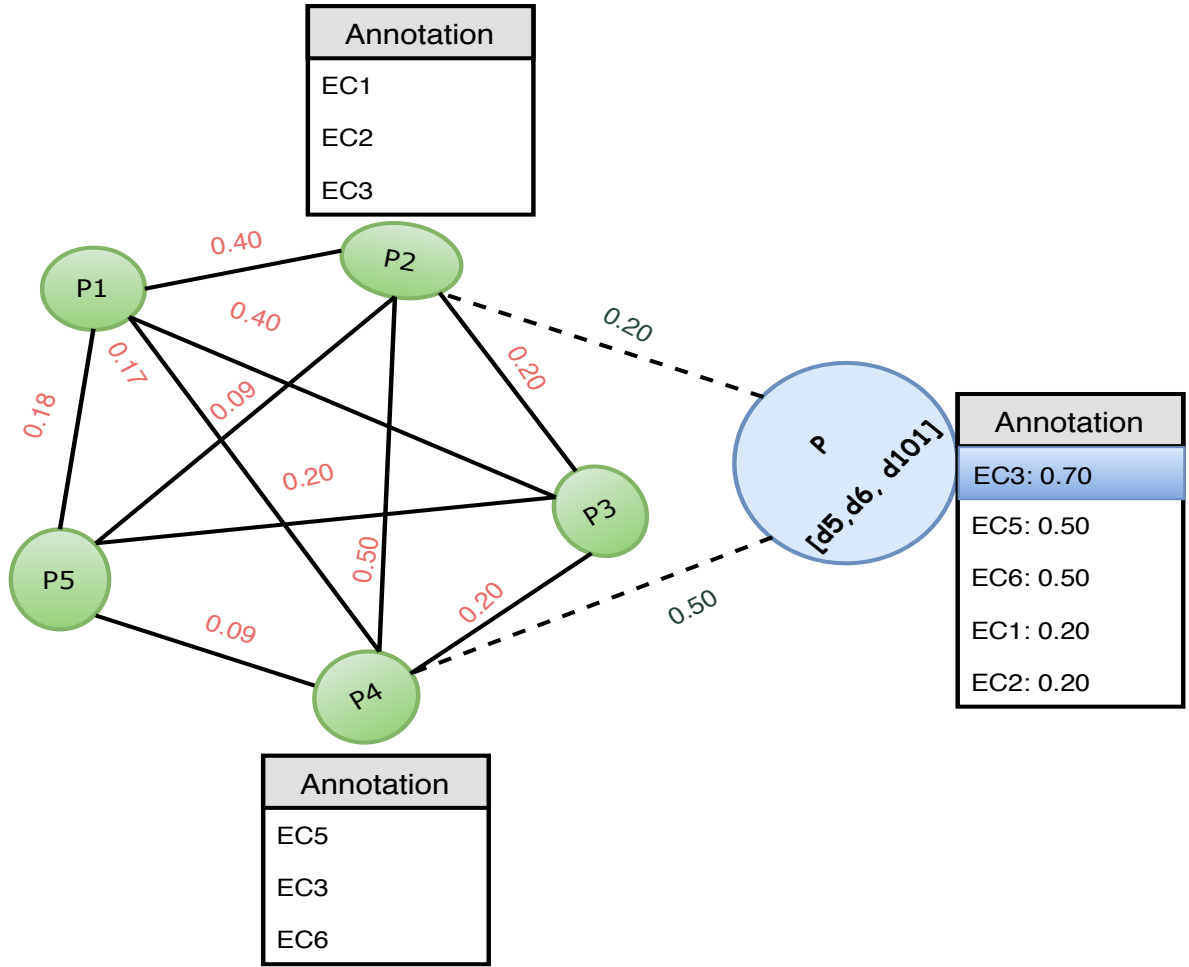 Annotation
EC1
EC2
EC3
0.40
P2
P1
0.40
0.20
0.20
0.17
0.09
0.18
P
[d5,d6, d101]
Annotation
EC3: 0.70
EC5: 0.50
EC6: 0.50
EC1: 0.20
EC2: 0.20
0.20
P3
0.50
P5
0.20
0.50
0.09
P4
Annotation
EC5
EC3
EC6